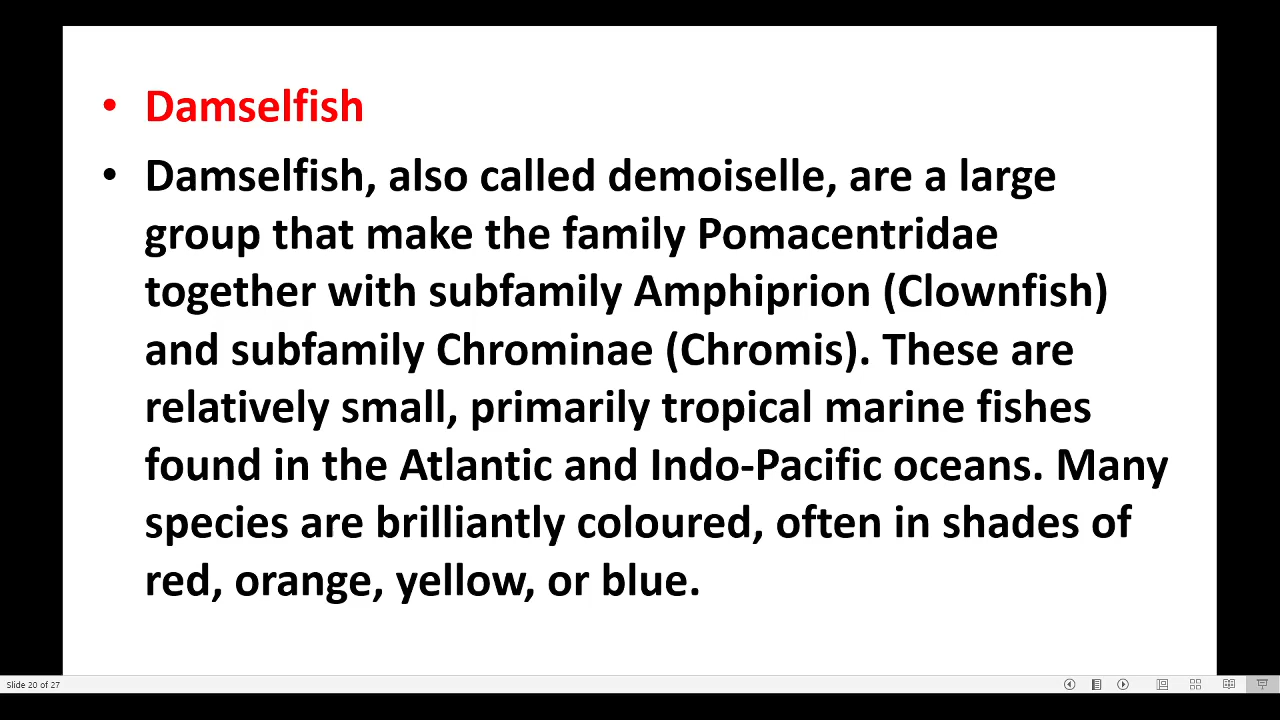 • Damselfish
• Damselfish, also called demoiselle, are a large
group that make the family Pomacentridae
together with subfamily Amphiprion (Clownfish)
and subfamily Chrominae (Chromis). These are
relatively small, primarily tropical marine fishes
found in the Atlantic and Indo-Pacific oceans. Many
species are brilliantly coloured, often in shades of
red, orange, yellow, or blue.
Slide 20 of 27